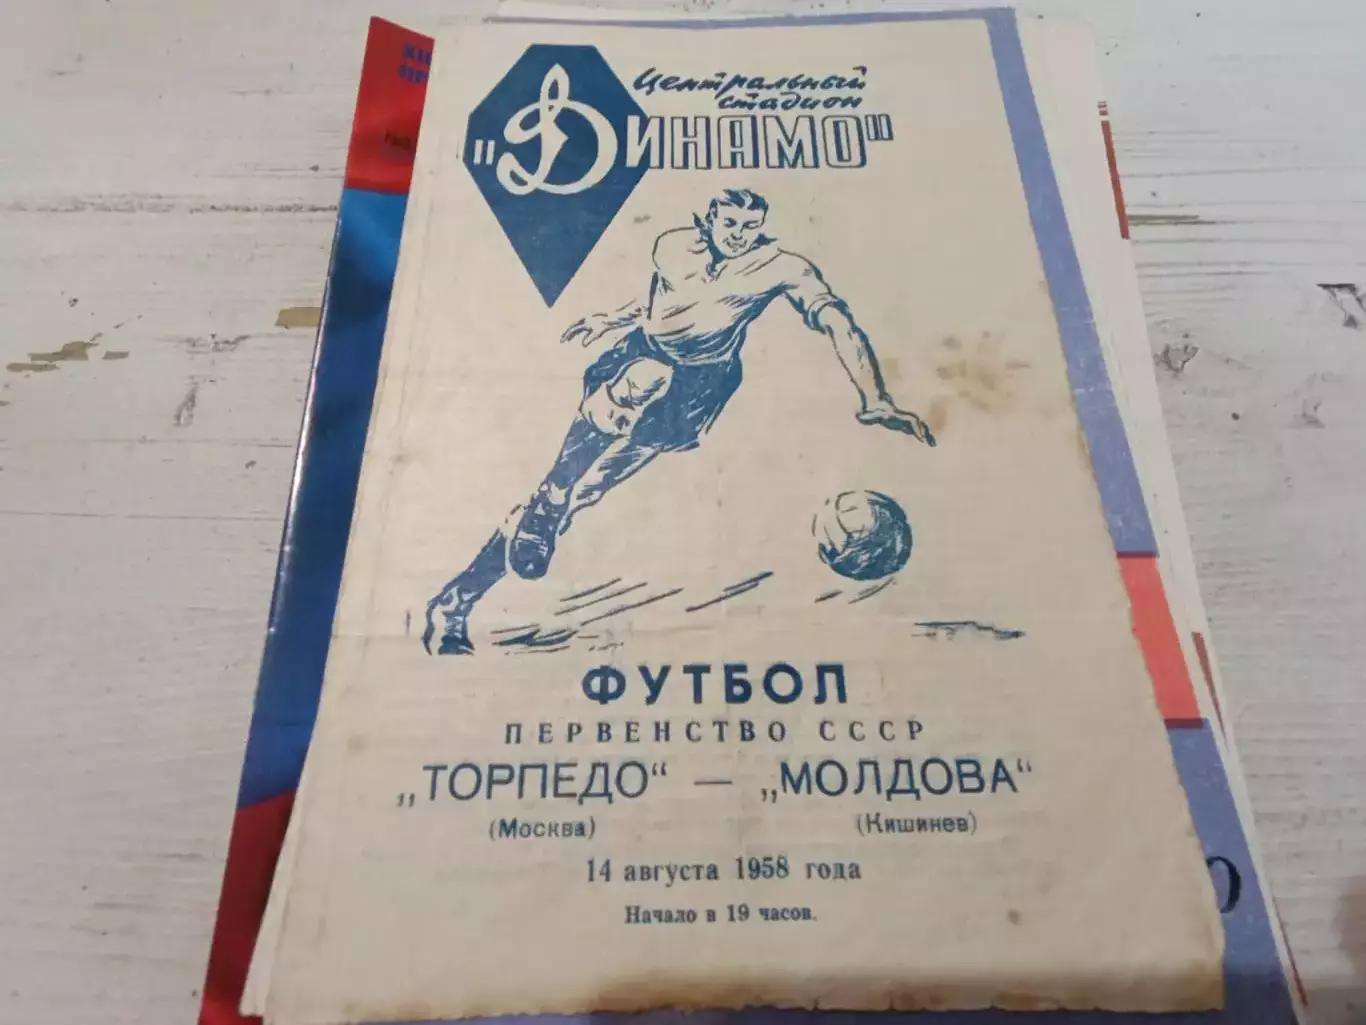 Центральный
стадион
"ДИНАМО"
ФУТБОЛ
ПЕРВЕНСТВО СССР
„ТОРПЕДО“ — „МОЛДОВА“
(Москва) (Кишинев)
14 августа 1958 года
Начало в 19 часов.